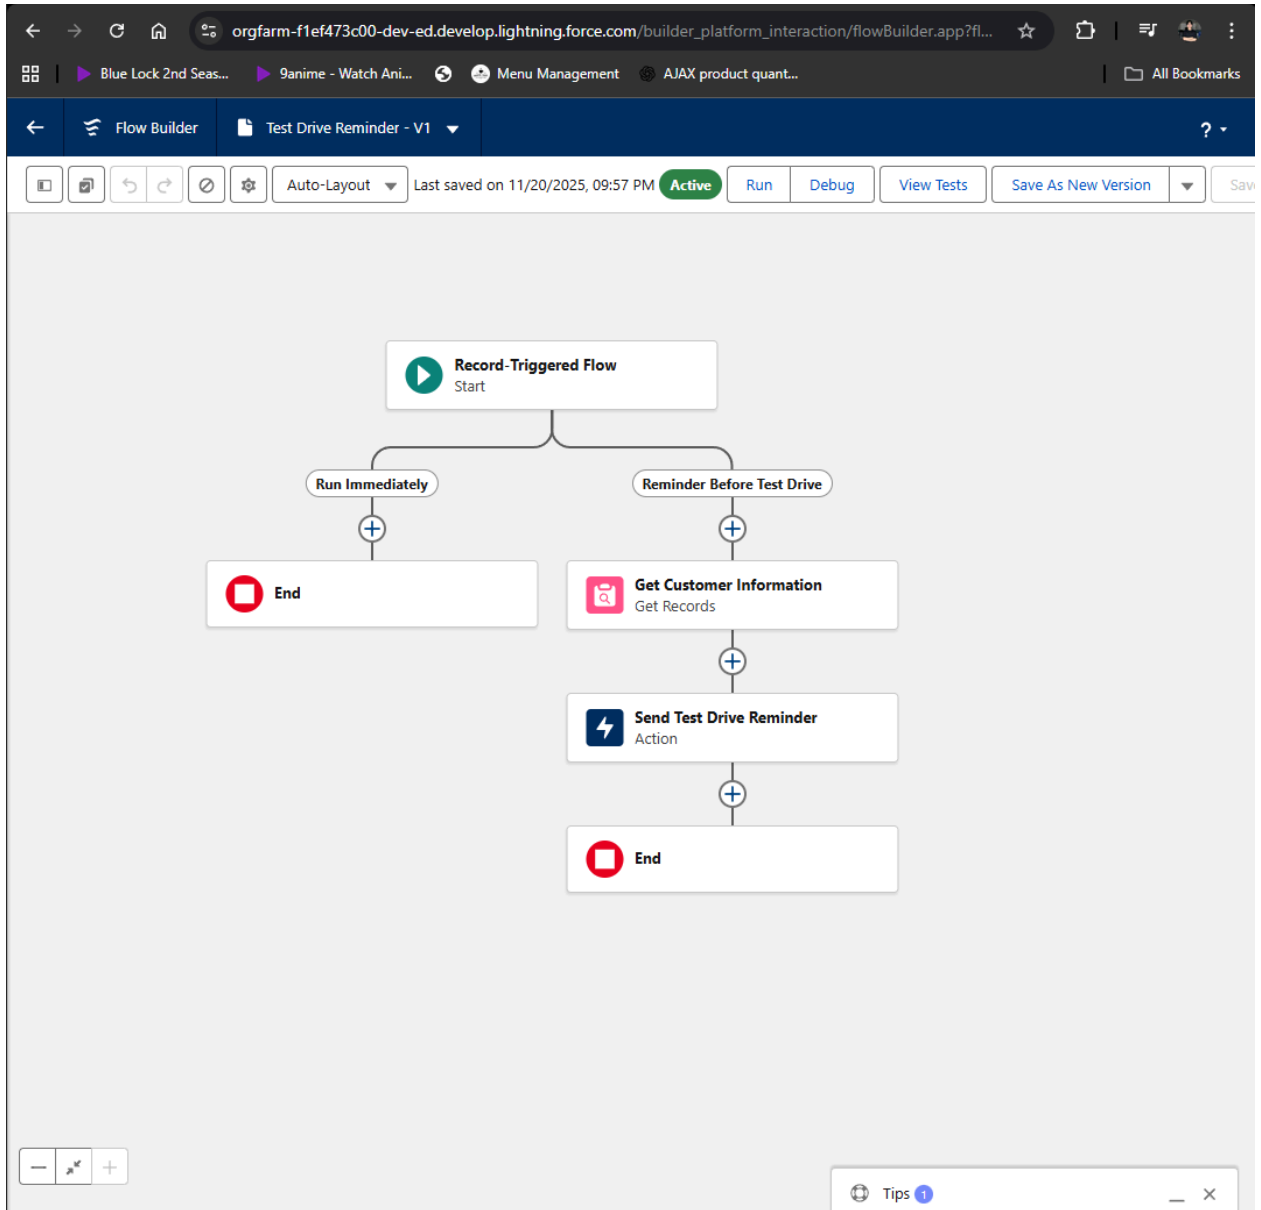 orgfarm-f1ef473c00-dev-ed.develop.lightning.force.com/builder_platform_interaction/flowBuilder.app?fl...
Blue Lock 2nd Seas...
9anime - Watch Ani...
Menu Management
AJAX product quant...
All Bookmarks
Flow Builder
Test Drive Reminder - V1
?
Auto-Layout
Last saved on 11/20/2025, 09:57 PM
Active
Run
Debug
View Tests
Save As New Version
Sav
Record-Triggered Flow
Start
Run Immediately
Reminder Before Test Drive
End
Get Customer Information
Get Records
Send Test Drive Reminder
Action
End
Tips 1